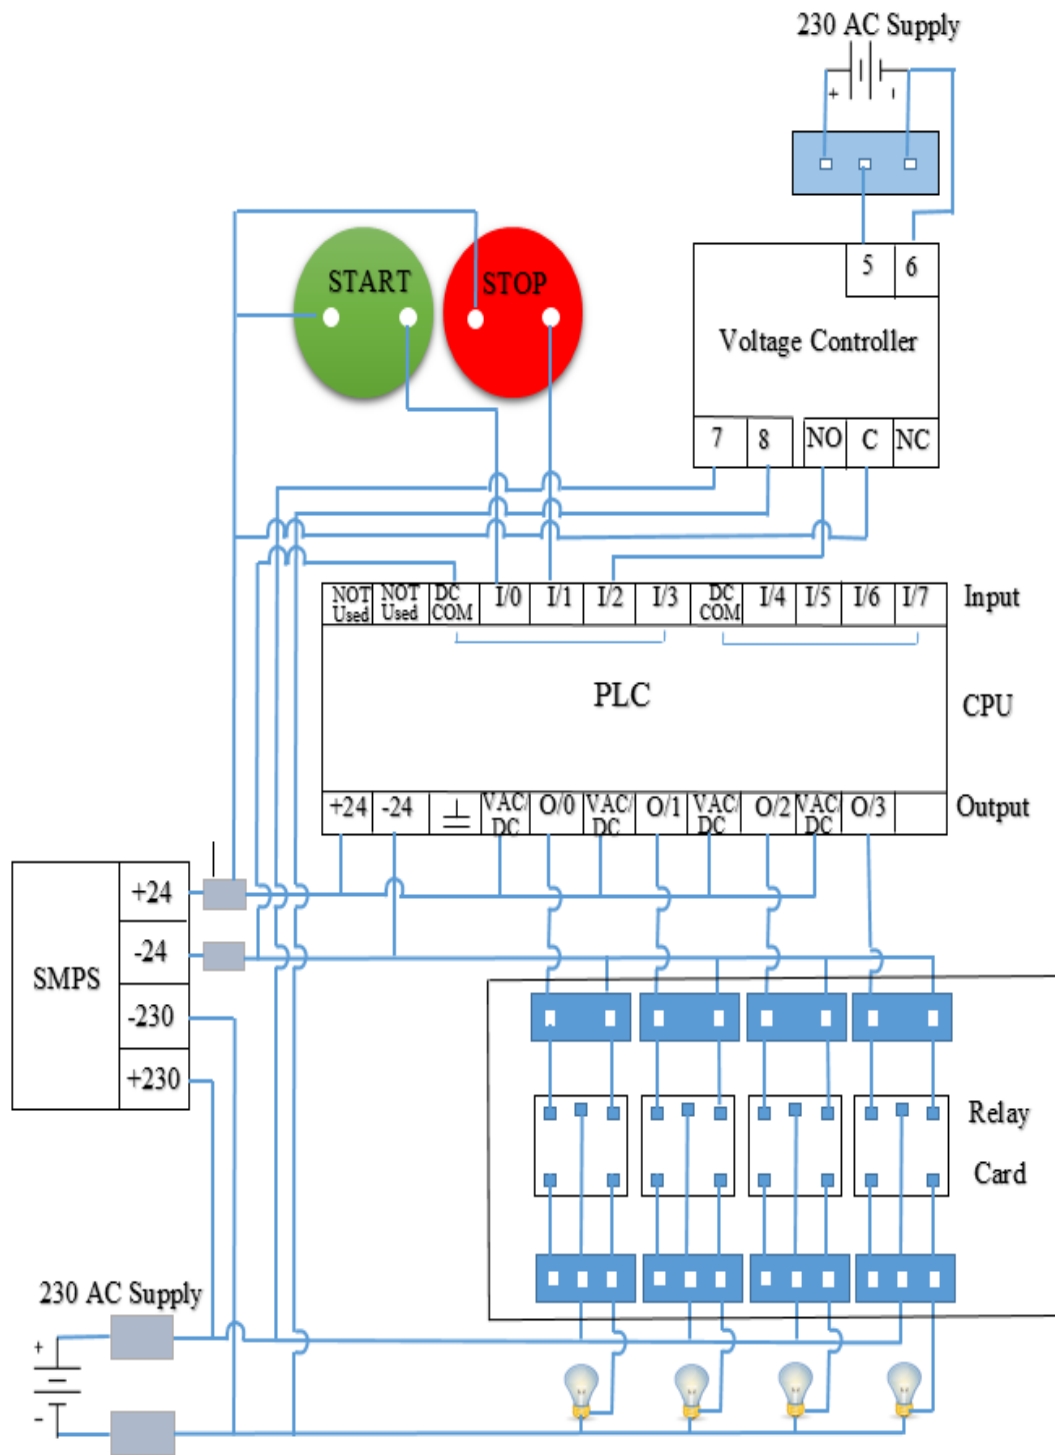 230 AC Supply
+ -
START
STOP
5 6
Voltage Controller
7 8 NO C NC
NOT Used
NOT Used
DC COM
I/0
I/1
I/2
I/3
DC COM
I/4
I/5
I/6
I/7
Input
PLC
CPU
+24
-24
VAC/ DC
O/0
VAC/ DC
O/1
VAC/ DC
O/2
VAC/ DC
O/3
Output
SMPS
+24
-24
-230
+230
Relay
Card
230 AC Supply
+
-